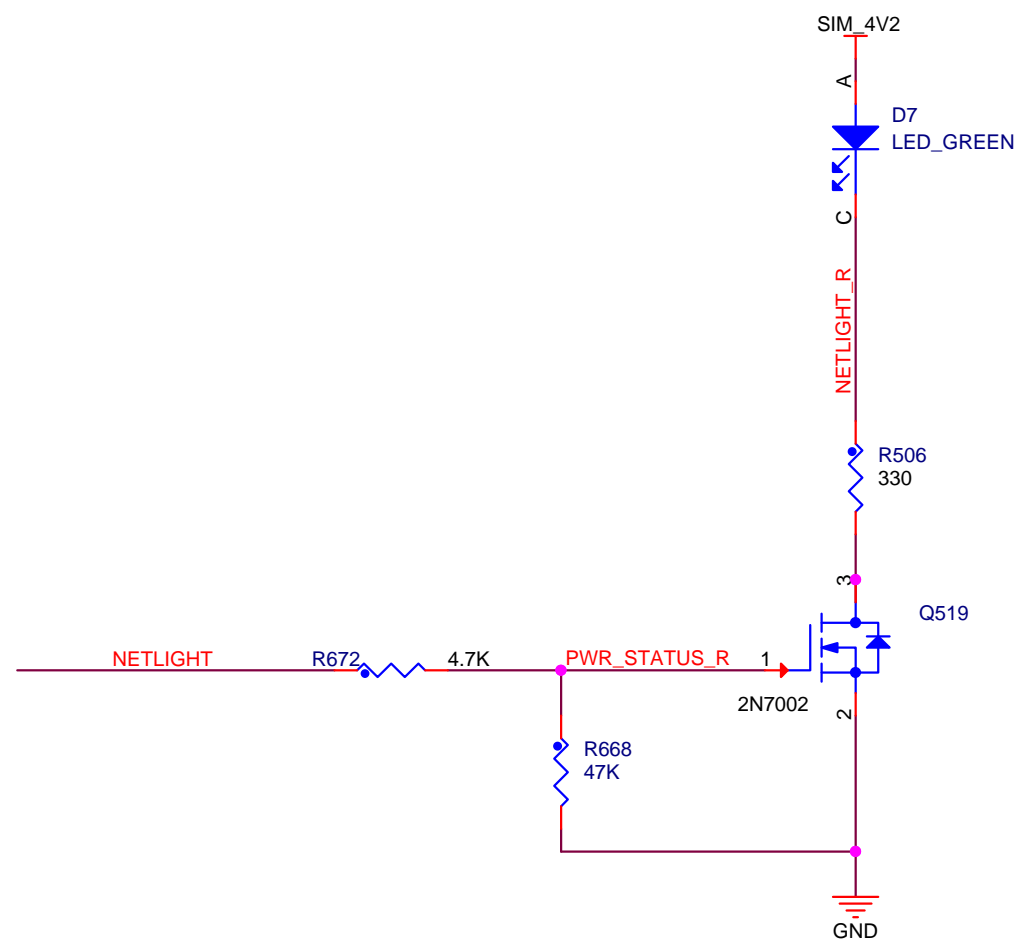 SIM_4V2
A
D7
LED_GREEN
C
NETLIGHT_R
R506
330
3
Q519
NETLIGHT
R672
4.7K
PWR_STATUS_R
1
2N7002
2
R668
47K
GND